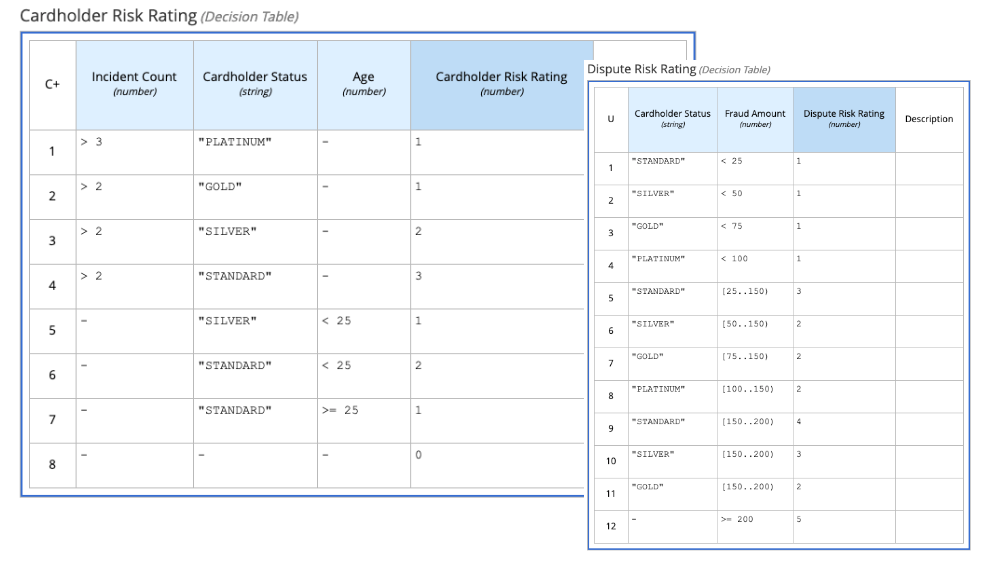 Cardholder Risk Rating (Decision Table)
C+ Incident Count (number) Cardholder Status (string) Age (number) Cardholder Risk Rating (number)
1 > 3 "PLATINUM" – 1
2 > 2 "GOLD" – 1
3 > 2 "SILVER" – 2
4 > 2 "STANDARD" – 3
5 – "SILVER" < 25 1
6 – "STANDARD" < 25 2
7 – "STANDARD" >= 25 1
8 – – – 0
Dispute Risk Rating (Decision Table)
U Cardholder Status (string) Fraud Amount (number) Dispute Risk Rating (number) Description
1 "STANDARD" < 25 1
2 "SILVER" < 50 1
3 "GOLD" < 75 1
4 "PLATINUM" < 100 1
5 "STANDARD" [25..150) 3
6 "SILVER" [50..150) 2
7 "GOLD" [75..150) 2
8 "PLATINUM" [100..150) 2
9 "STANDARD" [150..200) 4
10 "SILVER" [150..200) 3
11 "GOLD" [150..200) 2
12 – >= 200 5